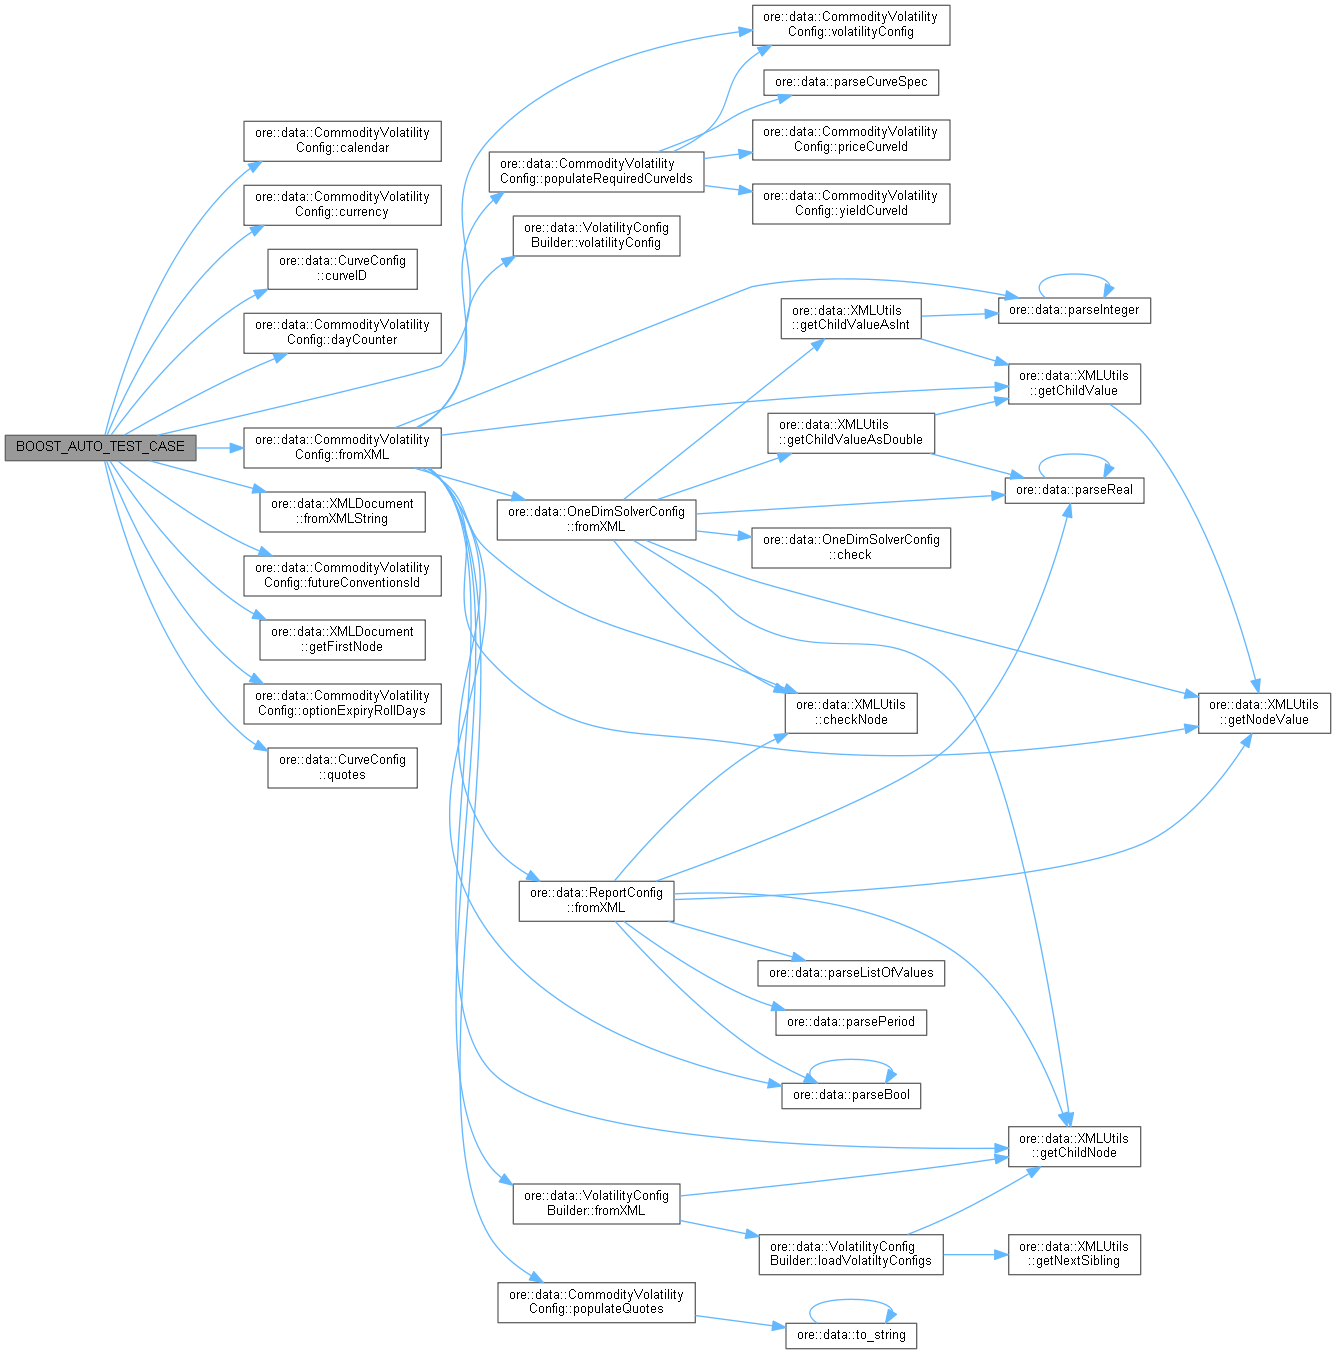 BOOST_AUTO_TEST_CASE
ore::data::CommodityVolatility
Config::calendar
ore::data::CommodityVolatility
Config::currency
ore::data::CurveConfig
::curveID
ore::data::CommodityVolatility
Config::dayCounter
ore::data::CommodityVolatility
Config::fromXML
ore::data::XMLDocument
::fromXMLString
ore::data::CommodityVolatility
Config::futureConventionsId
ore::data::XMLDocument
::getFirstNode
ore::data::CommodityVolatility
Config::optionExpiryRollDays
ore::data::CurveConfig
::quotes
ore::data::CommodityVolatility
Config::populateRequiredCurveIds
ore::data::VolatilityConfig
Builder::volatilityConfig
ore::data::OneDimSolverConfig
::fromXML
ore::data::ReportConfig
::fromXML
ore::data::VolatilityConfig
Builder::fromXML
ore::data::CommodityVolatility
Config::populateQuotes
ore::data::CommodityVolatility
Config::volatilityConfig
ore::data::parseCurveSpec
ore::data::CommodityVolatility
Config::priceCurveId
ore::data::CommodityVolatility
Config::yieldCurveId
ore::data::XMLUtils
::getChildValueAsInt
ore::data::XMLUtils
::getChildValueAsDouble
ore::data::OneDimSolverConfig
::check
ore::data::XMLUtils
::checkNode
ore::data::parseListOfValues
ore::data::parsePeriod
ore::data::parseBool
ore::data::VolatilityConfig
Builder::loadVolatiltyConfigs
ore::data::to_string
ore::data::parseInteger
ore::data::XMLUtils
::getChildValue
ore::data::parseReal
ore::data::XMLUtils
::getChildNode
ore::data::XMLUtils
::getNextSibling
ore::data::XMLUtils
::getNodeValue